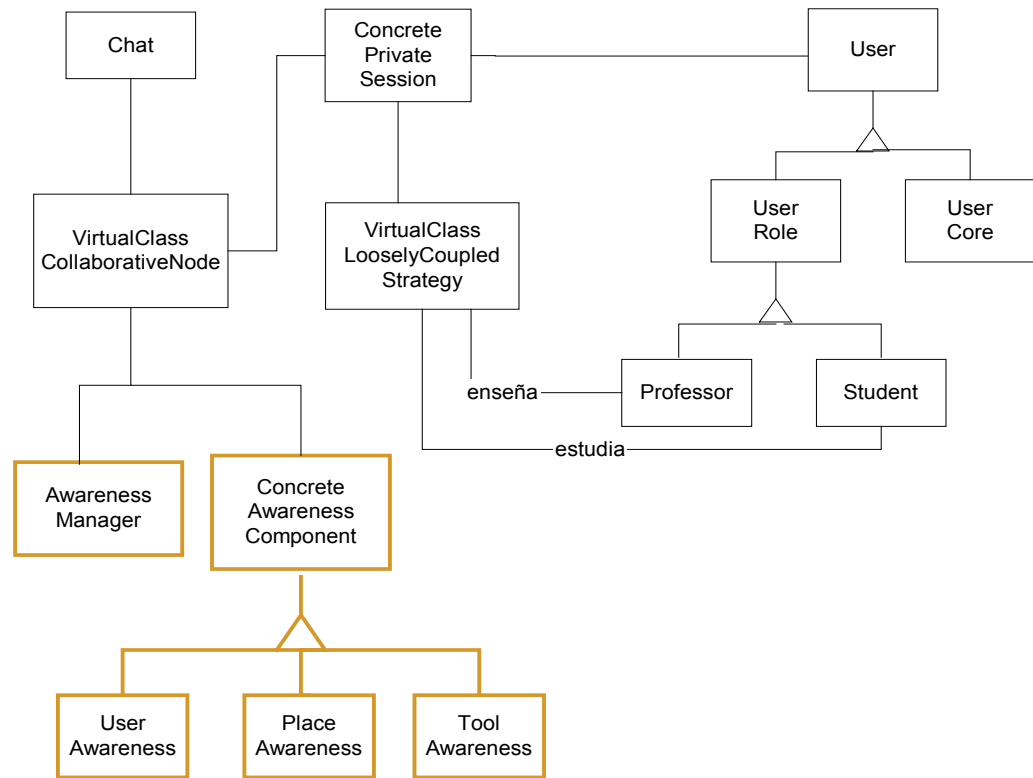 Chat
Concrete
Private
Session
User
VirtualClass
CollaborativeNode
VirtualClass
LooselyCoupled
Strategy
User
Role
User
Core
enseña
Professor
Student
estudia
Awareness
Manager
Concrete
Awareness
Component
User
Awareness
Place
Awareness
Tool
Awareness